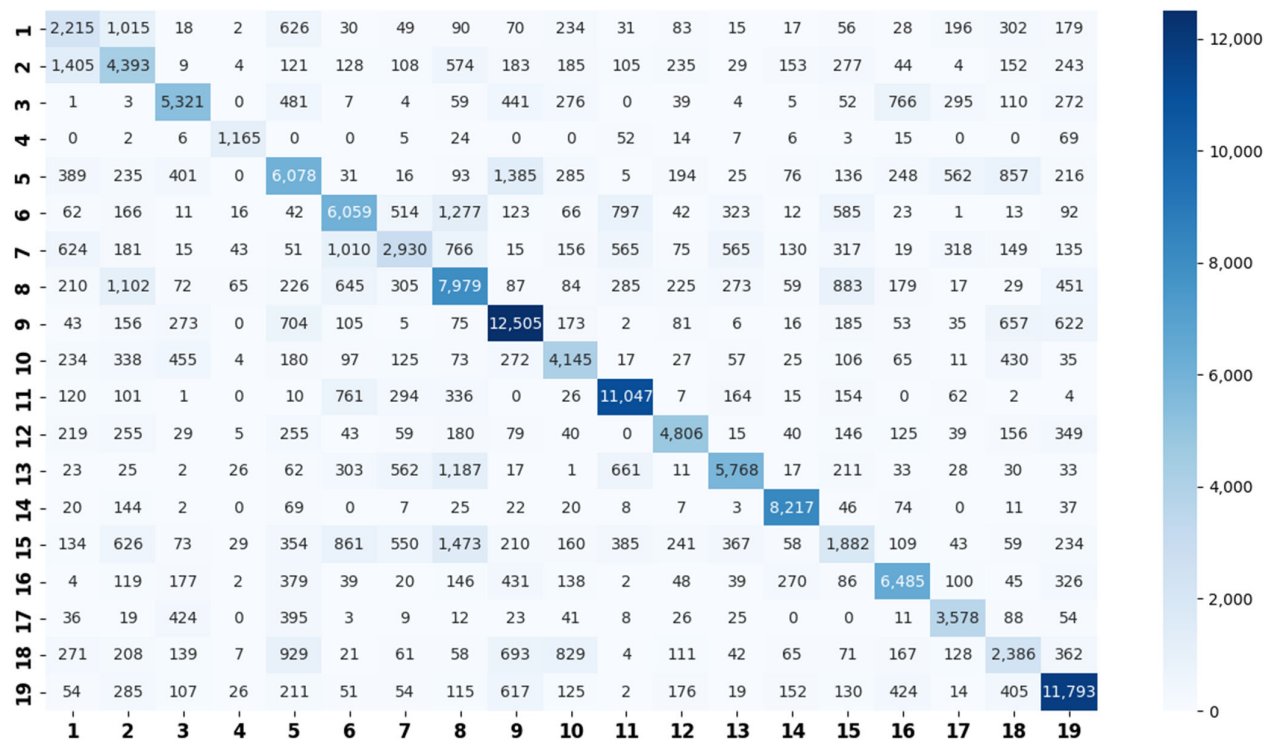 1 2,215 1,015 18 2 626 30 49 90 70 234 31 83 15 17 56 28 196 302 179
2 1,405 4,393 9 4 121 128 108 574 183 185 105 235 29 153 277 44 4 152 243
3 1 3 5,321 0 481 7 4 59 441 276 0 39 4 5 52 766 295 110 272
4 0 2 6 1,165 0 0 5 24 0 0 52 14 7 6 3 15 0 0 69
5 389 235 401 0 6,078 31 16 93 1,385 285 5 194 25 76 136 248 562 857 216
6 62 166 11 16 42 6,059 514 1,277 123 66 797 42 323 12 585 23 1 13 92
7 624 181 15 43 51 1,010 2,930 766 15 156 565 75 565 130 317 19 318 149 135
8 210 1,102 72 65 226 645 305 7,979 87 84 285 225 273 59 883 179 17 29 451
9 43 156 273 0 704 105 5 75 12,505 173 2 81 6 16 185 53 35 657 622
10 234 338 455 4 180 97 125 73 272 4,145 17 27 57 25 106 65 11 430 35
11 120 101 1 0 10 761 294 336 0 26 11,047 7 164 15 154 0 62 2 4
12 219 255 29 5 255 43 59 180 79 40 0 4,806 15 40 146 125 39 156 349
13 23 25 2 26 62 303 562 1,187 17 1 661 11 5,768 17 211 33 28 30 33
14 20 144 2 0 69 0 7 25 22 20 8 7 3 8,217 46 74 0 11 37
15 134 626 73 29 354 861 550 1,473 210 160 385 241 367 58 1,882 109 43 59 234
16 4 119 177 2 379 39 20 146 431 138 2 48 39 270 86 6,485 100 45 326
17 36 19 424 0 395 3 9 12 23 41 8 26 25 0 0 11 3,578 88 54
18 271 208 139 7 929 21 61 58 693 829 4 111 42 65 71 167 128 2,386 362
19 54 285 107 26 211 51 54 115 617 125 2 176 19 152 130 424 14 405 11,793
1 2 3 4 5 6 7 8 9 10 11 12 13 14 15 16 17 18 19
12,000
10,000
8,000
6,000
4,000
2,000
0